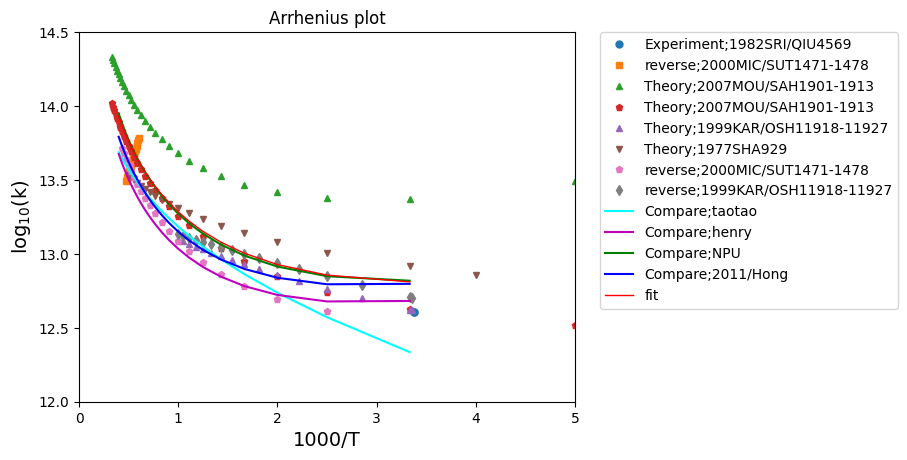 Arrhenius plot
14.5
14.0
13.5
13.0
12.5
12.0
log₁₀(k)
0 1 2 3 4 5
1000/T
Experiment;1982SRI/QIU4569
reverse;2000MIC/SUT1471-1478
Theory;2007MOU/SAH1901-1913
Theory;2007MOU/SAH1901-1913
Theory;1999KAR/OSH11918-11927
Theory;1977SHA929
reverse;2000MIC/SUT1471-1478
reverse;1999KAR/OSH11918-11927
Compare;taotao
Compare;henry
Compare;NPU
Compare;2011/Hong
fit